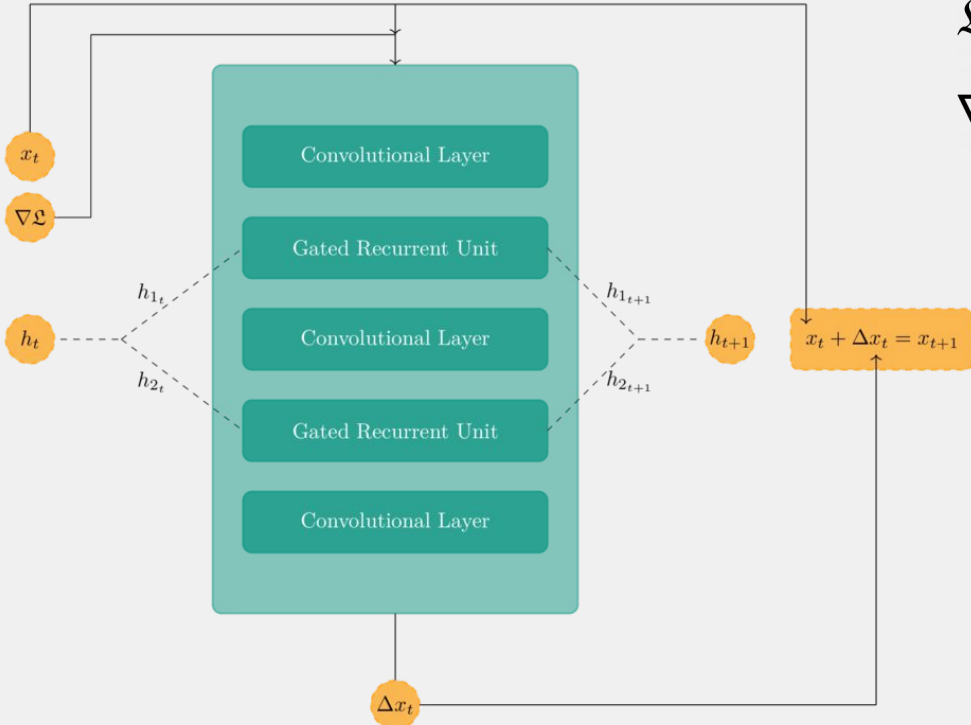 𝔏
∇
x_t
∇𝔏
h_t
h_{1_t}
h_{2_t}
Convolutional Layer
Gated Recurrent Unit
Convolutional Layer
Gated Recurrent Unit
Convolutional Layer
h_{1_{t+1}}
h_{2_{t+1}}
h_{t+1}
x_t + Δx_t = x_{t+1}
Δx_t